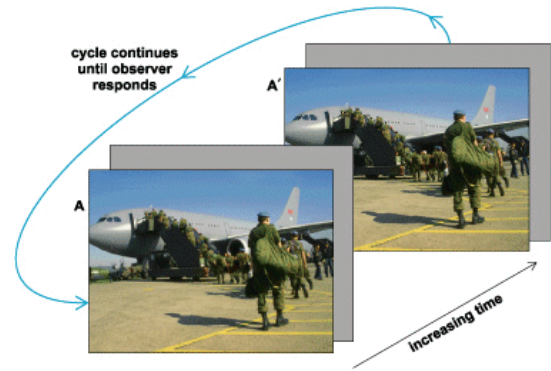 cycle continues
until observer
responds
A′
A
increasing time